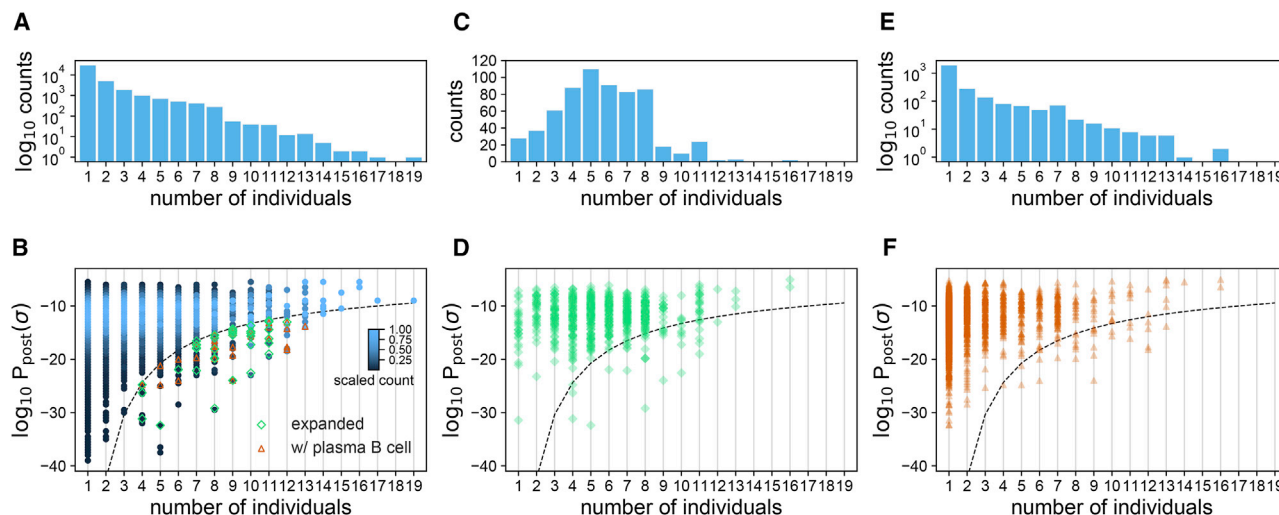 A
log10 counts
10^4
10^3
10^2
10^1
10^0
1 2 3 4 5 6 7 8 9 10 11 12 13 14 15 16 17 18 19
number of individuals
C
counts
120
100
80
60
40
20
0
1 2 3 4 5 6 7 8 9 10 11 12 13 14 15 16 17 18 19
number of individuals
E
log10 counts
10^3
10^2
10^1
10^0
1 2 3 4 5 6 7 8 9 10 11 12 13 14 15 16 17 18 19
number of individuals
B
log10 Ppost(σ)
−10
−20
−30
−40
1.00
0.75
0.50
0.25
scaled count
expanded
w/ plasma B cell
1 2 3 4 5 6 7 8 9 10 11 12 13 14 15 16 17 18 19
number of individuals
D
log10 Ppost(σ)
−10
−20
−30
−40
1 2 3 4 5 6 7 8 9 10 11 12 13 14 15 16 17 18 19
number of individuals
F
log10 Ppost(σ)
−10
−20
−30
−40
1 2 3 4 5 6 7 8 9 10 11 12 13 14 15 16 17 18 19
number of individuals